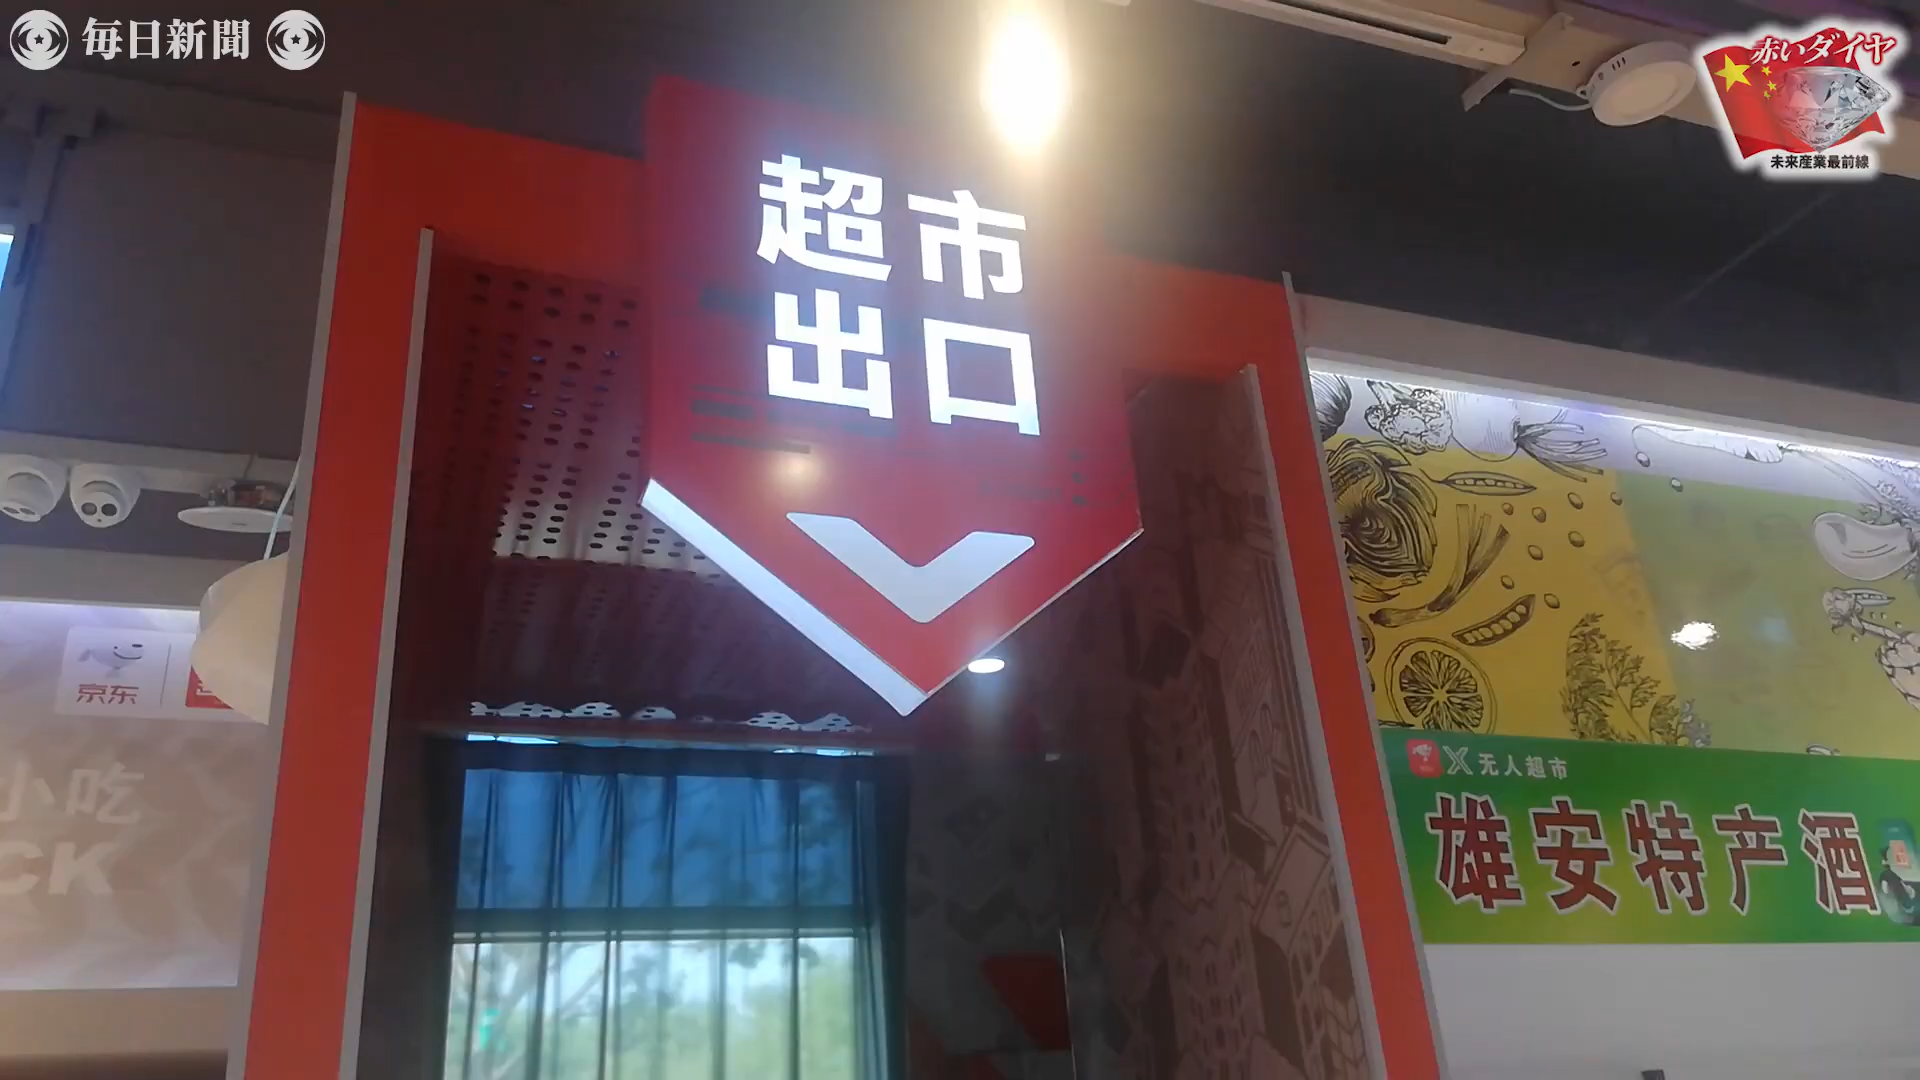 毎日新聞
赤いダイヤ
未来産業最前線
超市
出口
京东
小吃
CK
X无人超市
雄安特产酒